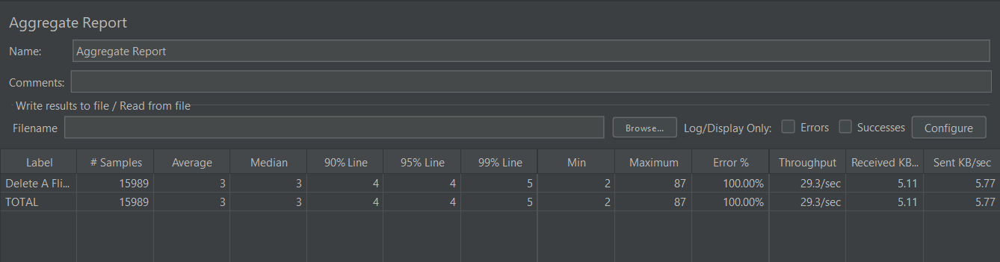 Aggregate Report
Name: Aggregate Report
Comments:
Write results to file / Read from file
Filename Browse... Log/Display Only: Errors Successes Configure
Label # Samples Average Median 90% Line 95% Line 99% Line Min Maximum Error % Throughput Received KB... Sent KB/sec
Delete A Fli... 15989 3 3 4 4 5 2 87 100.00% 29.3/sec 5.11 5.77
TOTAL 15989 3 3 4 4 5 2 87 100.00% 29.3/sec 5.11 5.77